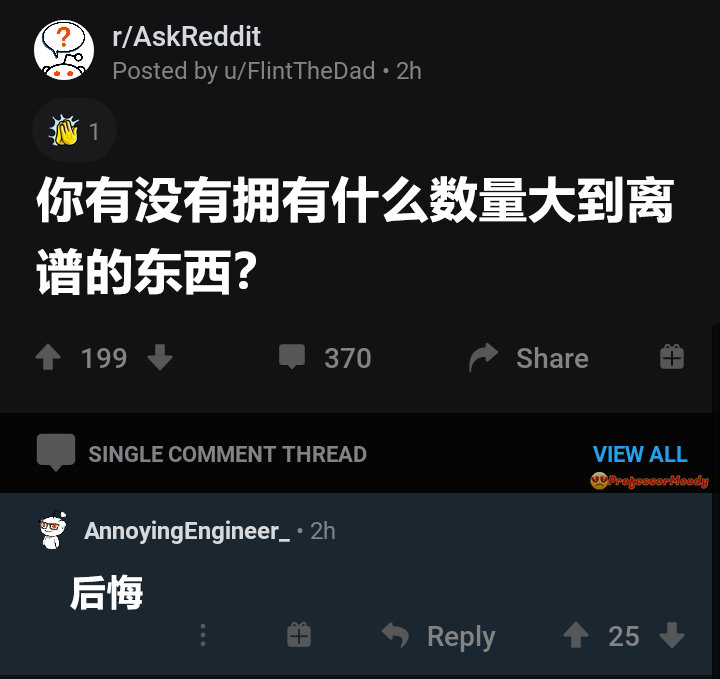 r/AskReddit
Posted by u/FlintTheDad • 2h
1
你有没有拥有什么数量大到离
谱的东西?
199 370 Share
SINGLE COMMENT THREAD VIEW ALL
ProfessorMoody
AnnoyingEngineer_ • 2h
后悔
Reply 25